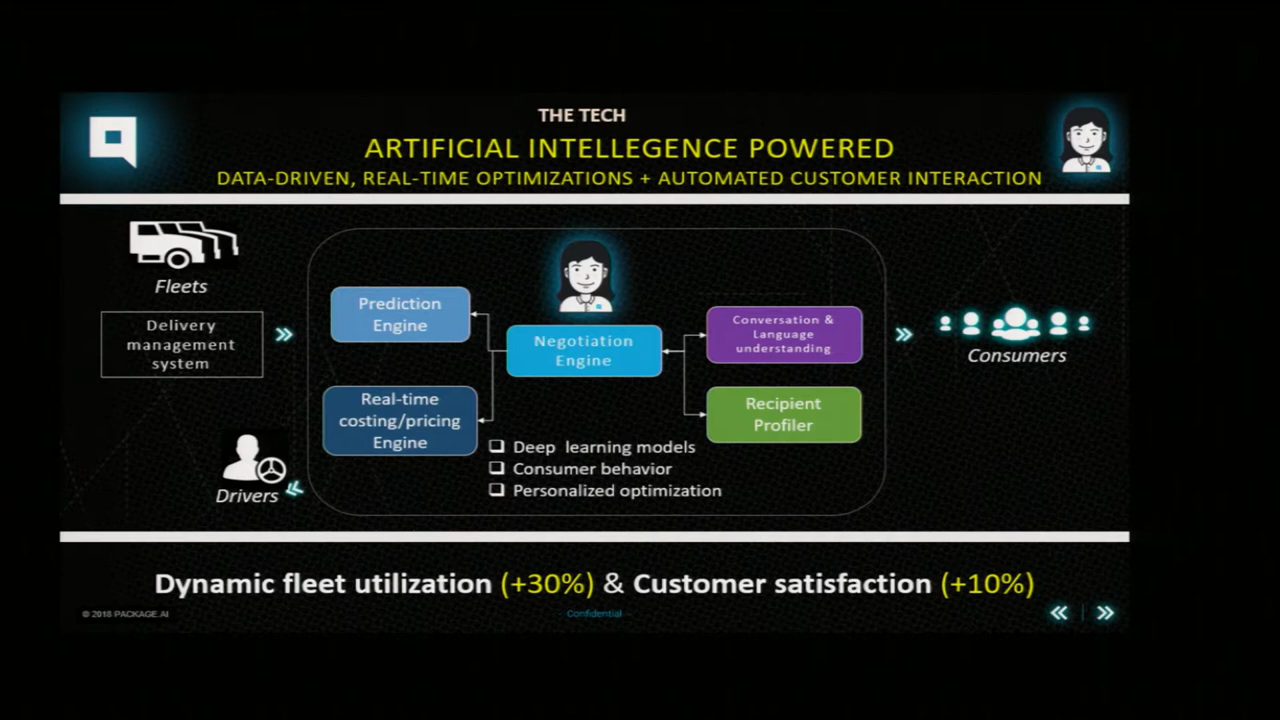 THE TECH
ARTIFICIAL INTELLEGENCE POWERED
DATA-DRIVEN, REAL-TIME OPTIMIZATIONS + AUTOMATED CUSTOMER INTERACTION
Fleets
Delivery
management
system
Drivers
Prediction
Engine
Real-time
costing/pricing
Engine
Negotiation
Engine
❑ Deep learning models
❑ Consumer behavior
❑ Personalized optimization
Conversation &
Language
understanding
Recipient
Profiler
Consumers
Dynamic fleet utilization (+30%) & Customer satisfaction (+10%)
© 2018 PACKAGE.AI
Confidential